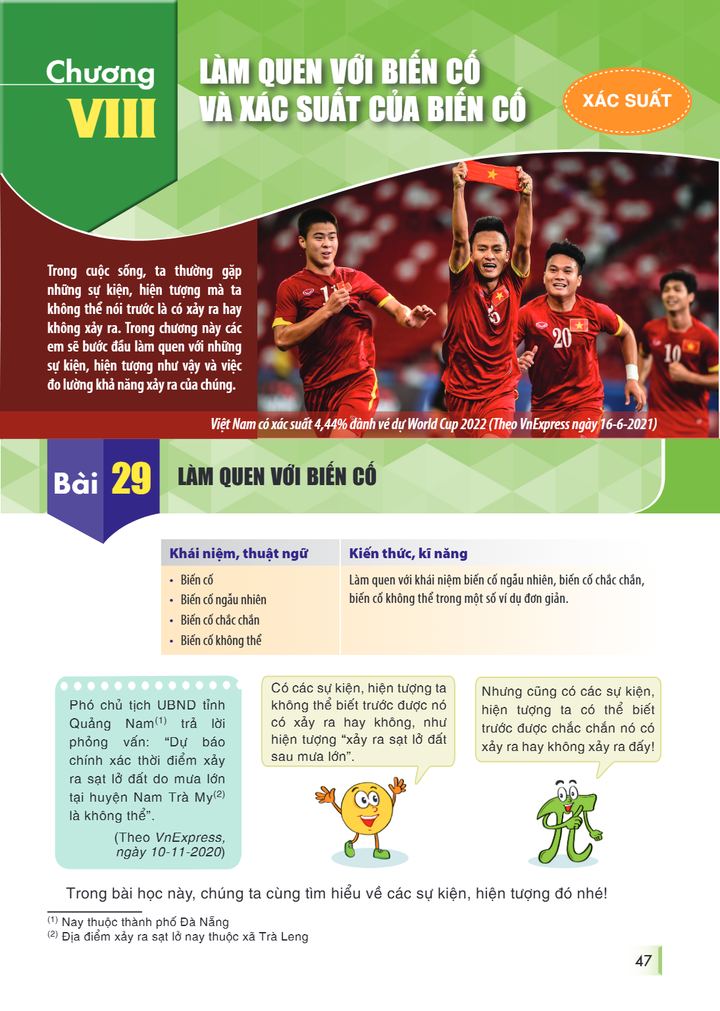 Chương
VIII
LÀM QUEN VỚI BIẾN CỐ
VÀ XÁC SUẤT CỦA BIẾN CỐ
XÁC SUẤT
Trong cuộc sống, ta thường gặp
những sự kiện, hiện tượng mà ta
không thể nói trước là có xảy ra hay
không xảy ra. Trong chương này các
em sẽ bước đầu làm quen với những
sự kiện, hiện tượng như vậy và việc
đo lường khả năng xảy ra của chúng.
15
20
10
Việt Nam có xác suất 4,44% dành vé dự World Cup 2022 (Theo VnExpress ngày 16-6-2021)
Bài 29
LÀM QUEN VỚI BIẾN CỐ
Khái niệm, thuật ngữ
• Biến cố
• Biến cố ngẫu nhiên
• Biến cố chắc chắn
• Biến cố không thể
Kiến thức, kĩ năng
Làm quen với khái niệm biến cố ngẫu nhiên, biến cố chắc chắn,
biến cố không thể trong một số ví dụ đơn giản.
Phó chủ tịch UBND tỉnh
Quảng Nam(1) trả lời
phỏng vấn: “Dự báo
chính xác thời điểm xảy
ra sạt lở đất do mưa lớn
tại huyện Nam Trà My(2)
là không thể”.
(Theo VnExpress,
ngày 10-11-2020)
Có các sự kiện, hiện tượng ta
không thể biết trước được nó
có xảy ra hay không, như
hiện tượng “xảy ra sạt lở đất
sau mưa lớn”.
Nhưng cũng có các sự kiện,
hiện tượng ta có thể biết
trước được chắc chắn nó có
xảy ra hay không xảy ra đấy!
Trong bài học này, chúng ta cùng tìm hiểu về các sự kiện, hiện tượng đó nhé!
(1) Nay thuộc thành phố Đà Nẵng
(2) Địa điểm xảy ra sạt lở nay thuộc xã Trà Leng
47